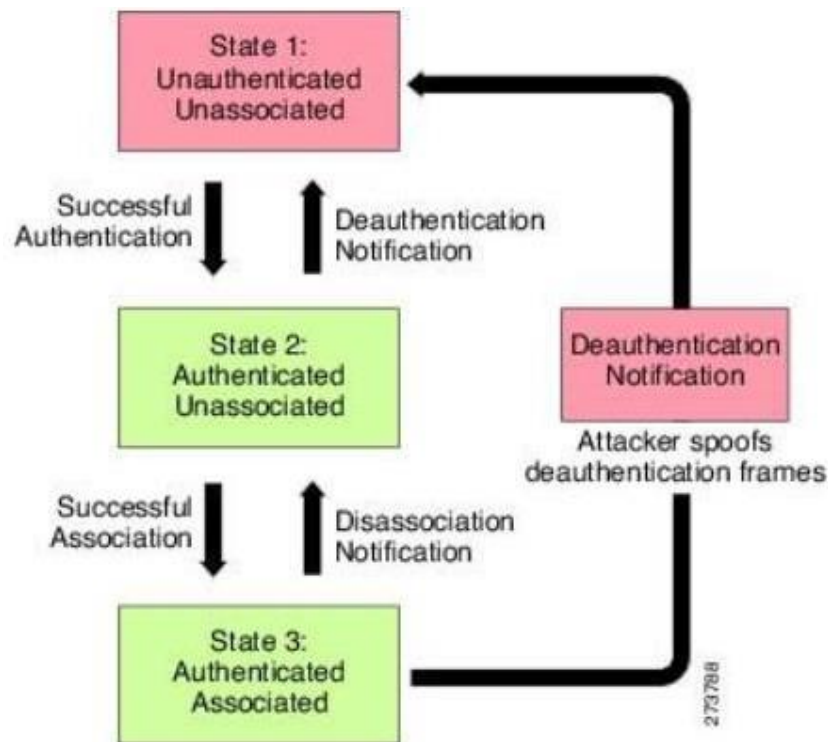 State 1:
Unauthenticated
Unassociated
Successful
Authentication
Deauthentication
Notification
State 2:
Authenticated
Unassociated
Deauthentication
Notification
Attacker spoofs
deauthentication frames
Successful
Association
Disassociation
Notification
State 3:
Authenticated
Associated
273788